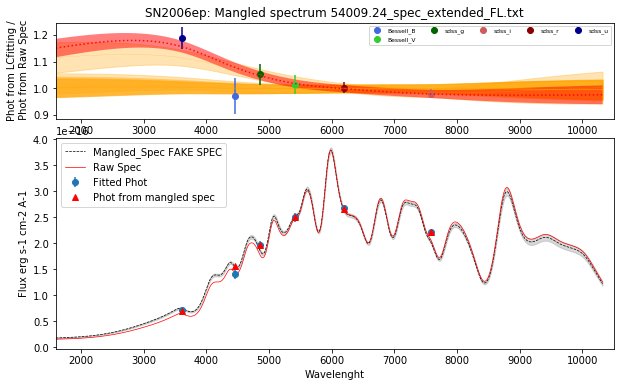 SN2006ep: Mangled spectrum 54009.24_spec_extended_FL.txt
Phot from LCfitting /
Phot from Raw Spec
1.2
1.1
1.0
0.9
Bessell_B
Bessell_V
sdss_g
sdss_i
sdss_r
sdss_u
2000 3000 4000 5000 6000 7000 8000 9000 10000
Flux erg s-1 cm-2 A-1
4.0
3.5
3.0
2.5
2.0
1.5
1.0
0.5
0.0
Mangled_Spec FAKE SPEC
Raw Spec
Fitted Phot
Phot from mangled spec
2000 3000 4000 5000 6000 7000 8000 9000 10000
Wavelenght